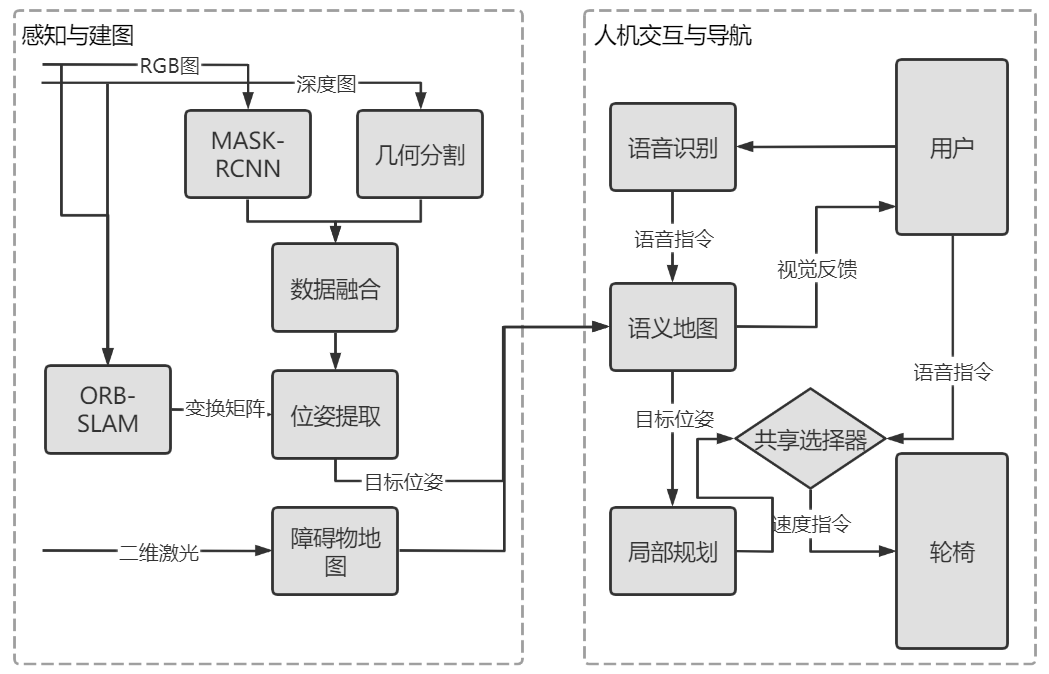 感知与建图
RGB图
深度图
MASK-
RCNN
几何分割
数据融合
ORB-
SLAM
变换矩阵
位姿提取
目标位姿
二维激光
障碍物地
图
人机交互与导航
语音识别
用户
语音指令
视觉反馈
语义地图
语音指令
目标位姿
共享选择器
速度指令
局部规划
轮椅